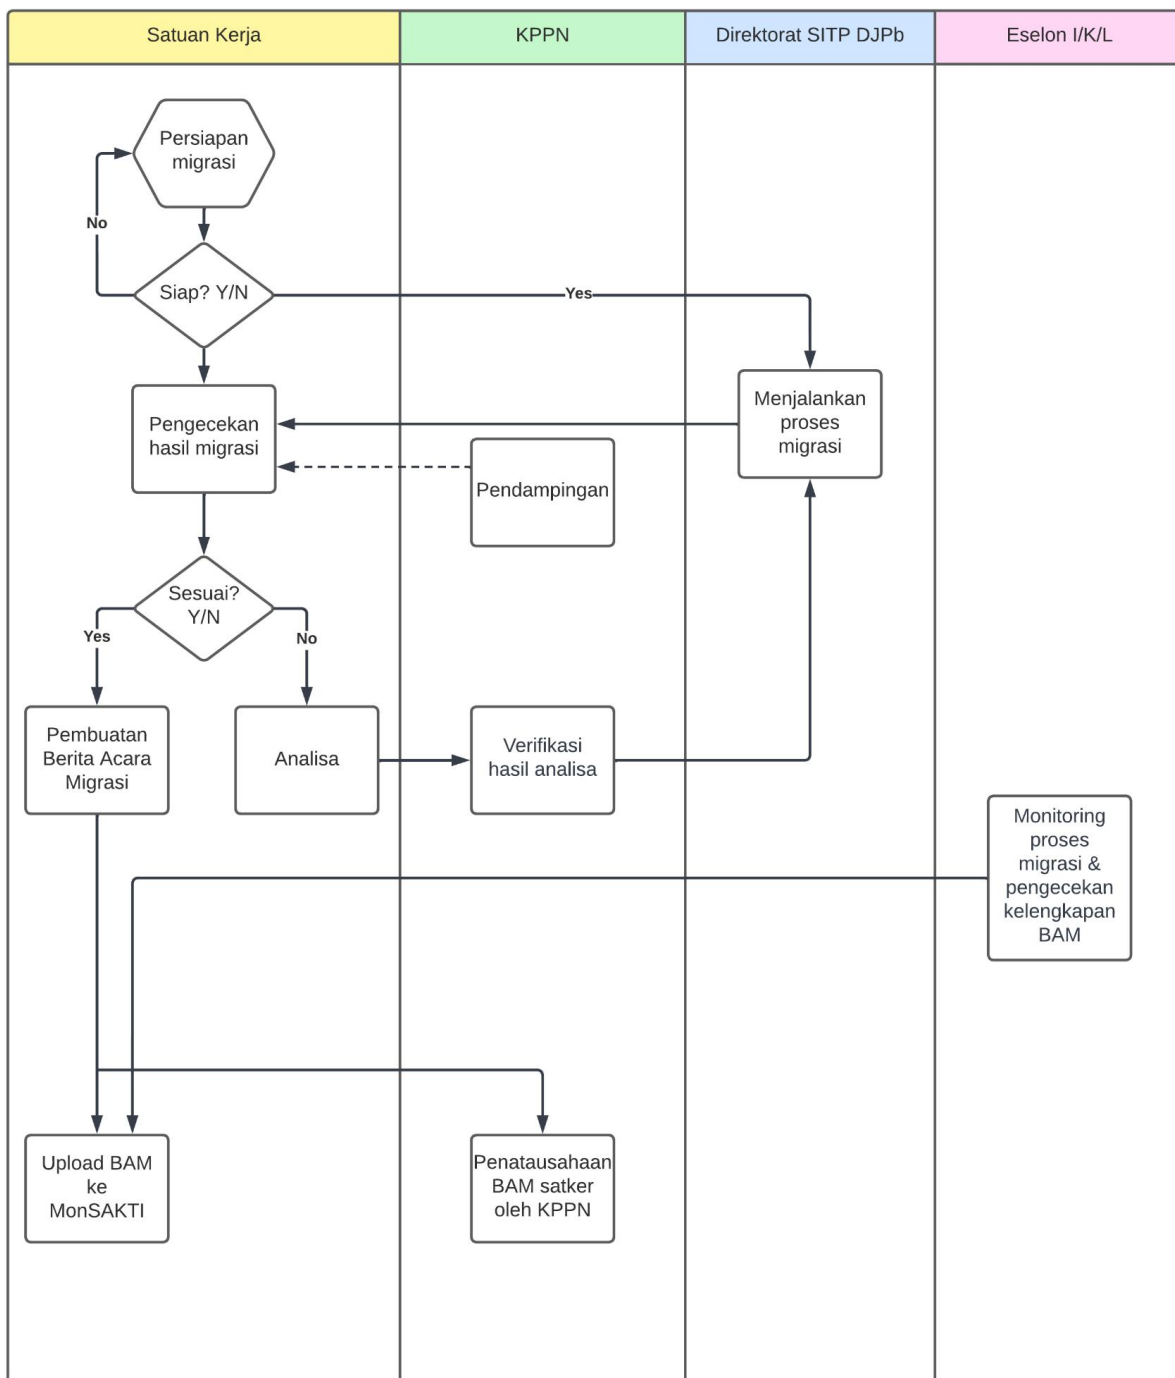 Satuan Kerja
KPPN
Direktorat SITP DJPb
Eselon I/K/L
Persiapan
migrasi
No
Siap? Y/N
Yes
Pengecekan
hasil migrasi
Menjalankan
proses
migrasi
Pendampingan
Sesuai?
Y/N
Yes
No
Pembuatan
Berita Acara
Migrasi
Analisa
Verifikasi
hasil analisa
Monitoring
proses
migrasi &
pengecekan
kelengkapan
BAM
Upload BAM
ke
MonSAKTI
Penatausahaan
BAM satker
oleh KPPN